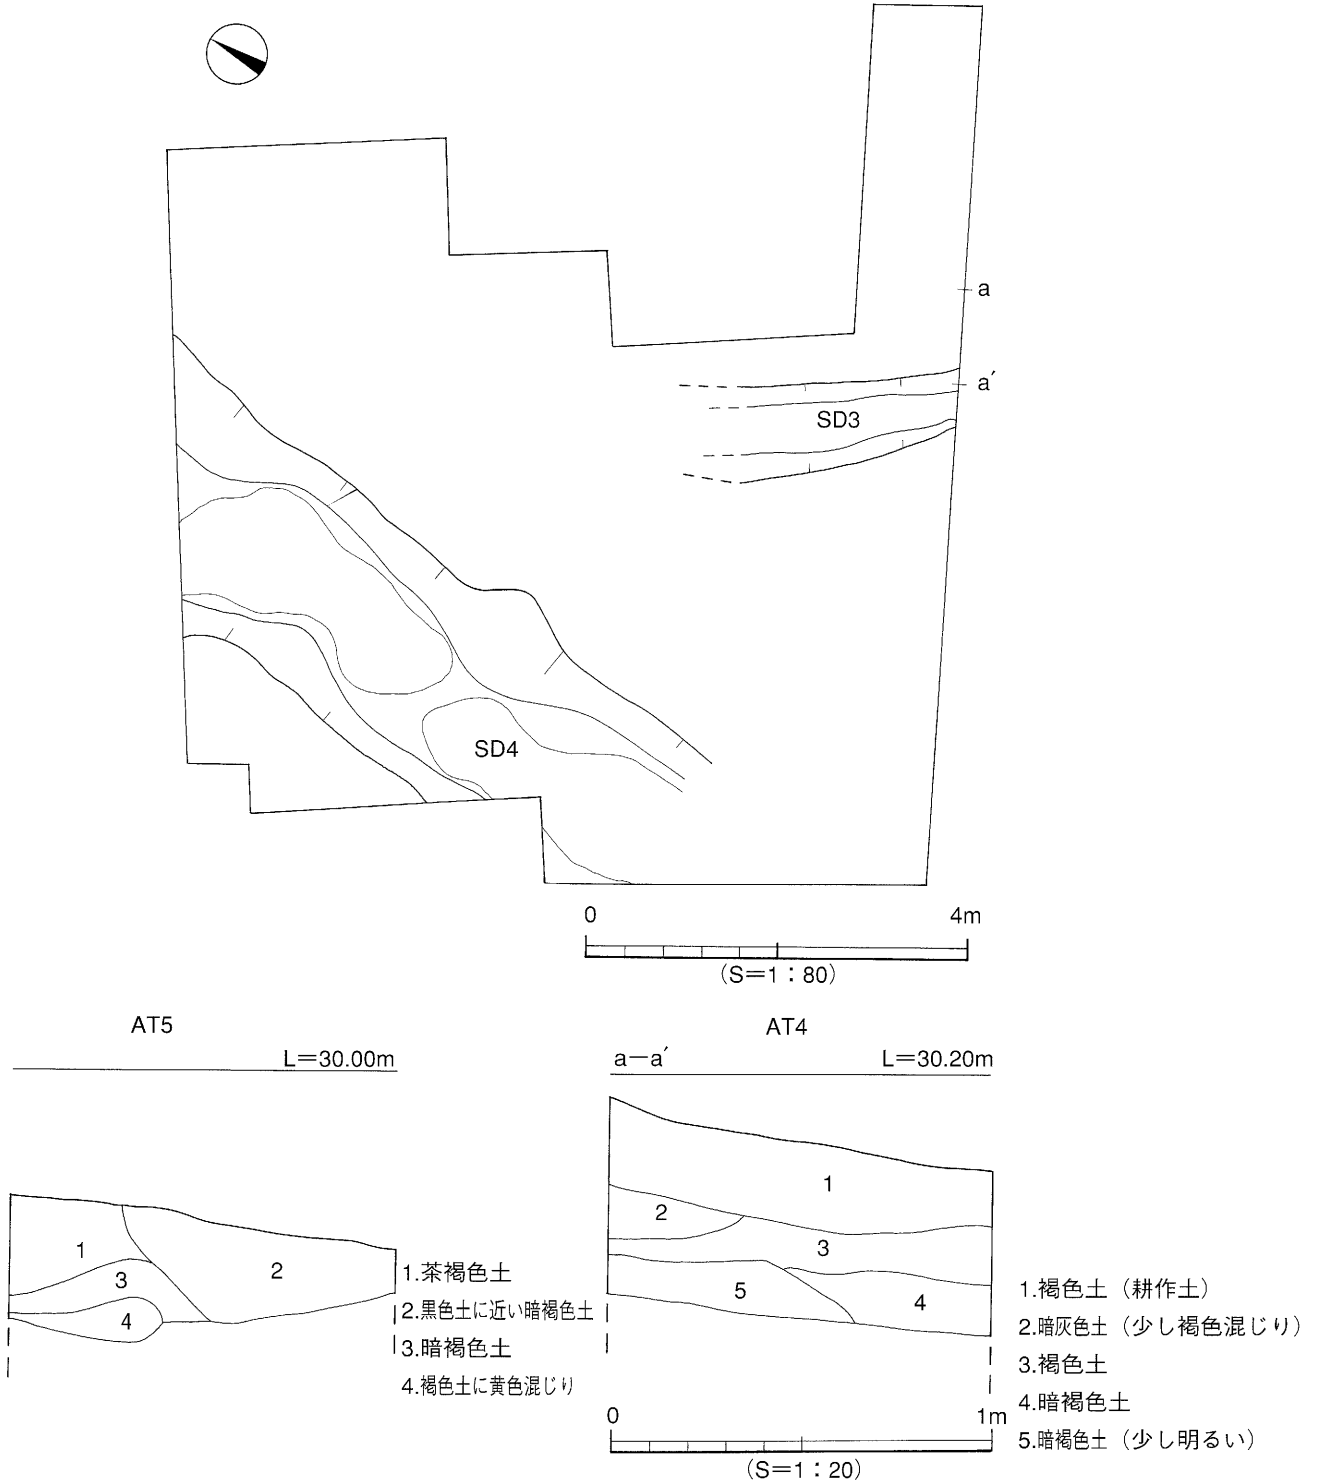 a
a′
SD3
SD4
0 4m
(S=1:80)
AT5
L=30.00m
1
2
3
4
1.茶褐色土
2.黒色土に近い暗褐色土
3.暗褐色土
4.褐色土に黄色混じり
AT4
a-a′ L=30.20m
1
2
3
5
4
1.褐色土(耕作土)
2.暗灰色土(少し褐色混じり)
3.褐色土
4.暗褐色土
5.暗褐色土(少し明るい)
0 1m
(S=1:20)